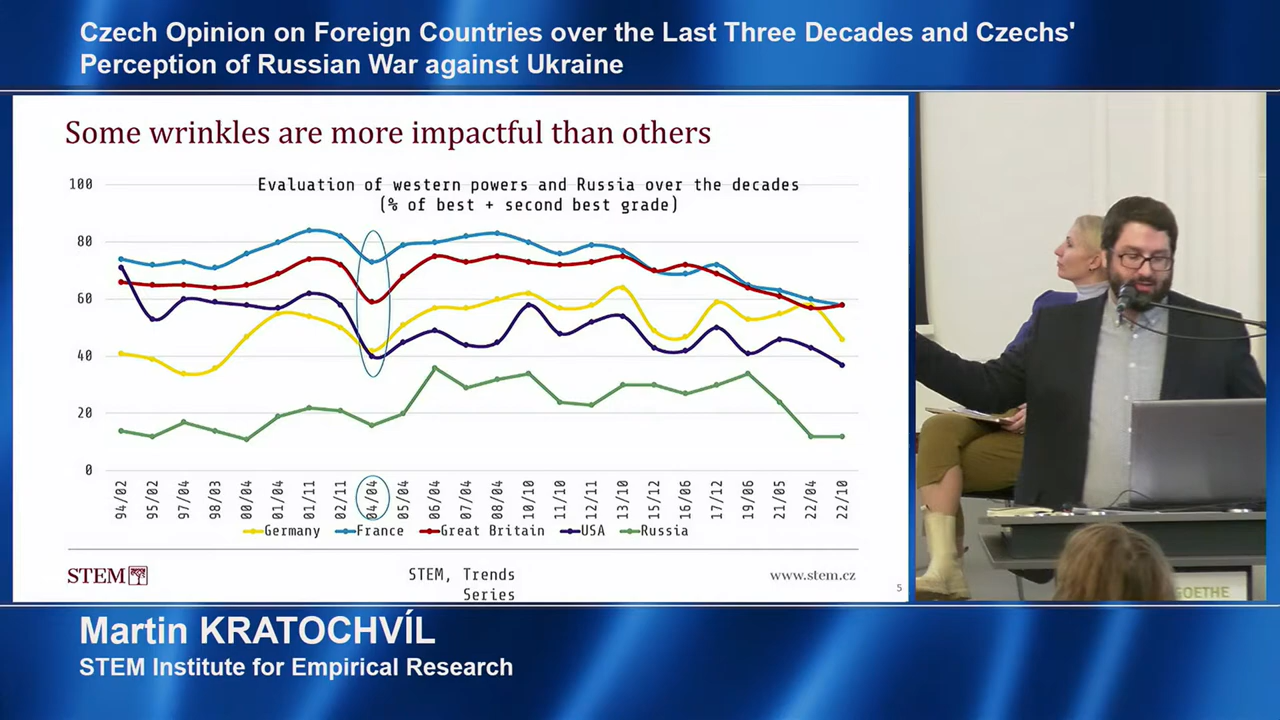 Czech Opinion on Foreign Countries over the Last Three Decades and Czechs'
Perception of Russian War against Ukraine
Some wrinkles are more impactful than others
Evaluation of western powers and Russia over the decades
(% of best + second best grade)
100
80
60
40
20
0
94/02
95/02
97/04
98/03
00/04
01/04
01/11
02/11
04/04
05/04
06/04
07/04
08/04
10/10
11/10
12/11
13/10
15/12
16/06
17/12
19/06
21/05
22/04
22/10
Germany
France
Great Britain
USA
Russia
STEM
STEM, Trends
Series
www.stem.cz
5
GOETHE
Martin KRATOCHVÍL
STEM Institute for Empirical Research